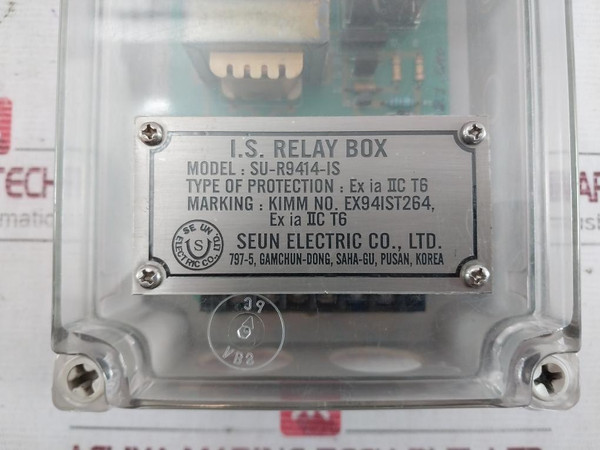 I.S. RELAY BOX
MODEL : SU-R9414-IS
TYPE OF PROTECTION : Ex ia IIC T6
MARKING : KIMM NO. EX94IST264,
Ex ia IIC T6
SE UN
ELECTRIC CO.,
S
SEUN ELECTRIC CO., LTD.
797-5, GAMCHUN-DONG, SAHA-GU, PUSAN, KOREA
PC